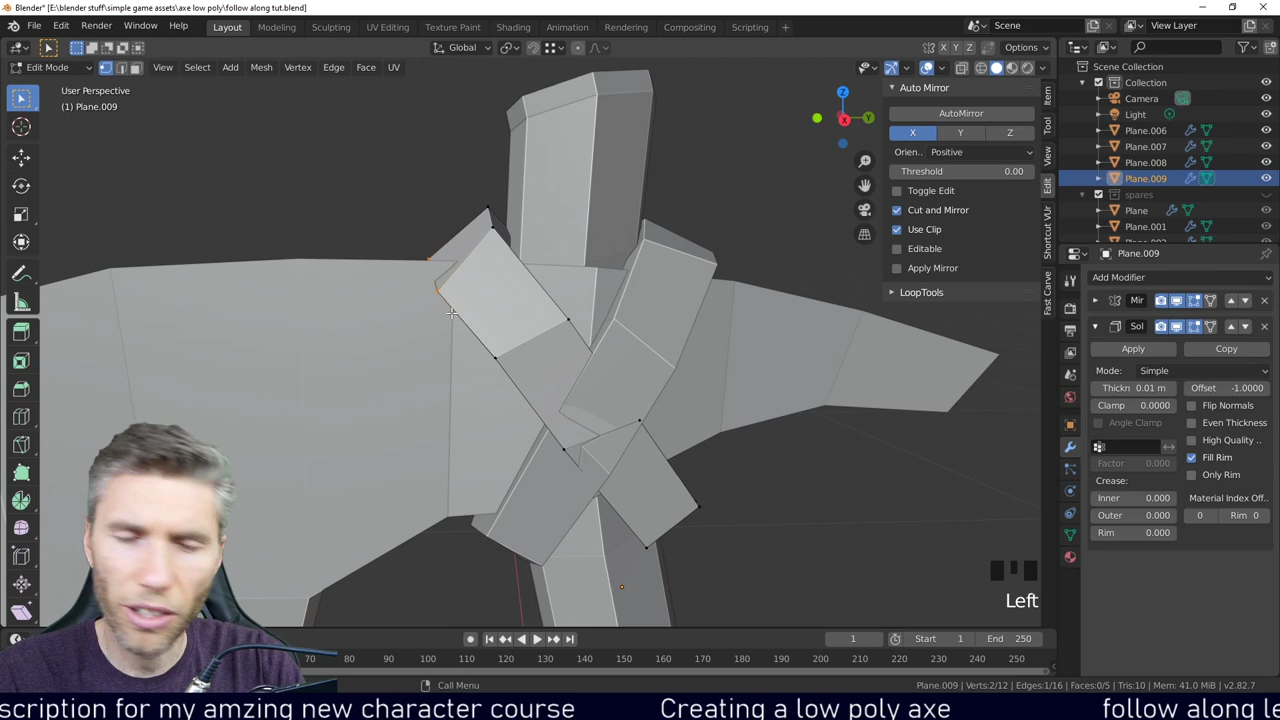 Blender* [E:\blender stuff\simple game assets\axe low poly\follow along tut.blend]
File Edit Render Window Help Layout Modeling Sculpting UV Editing Texture Paint Shading Animation Rendering Compositing Scripting Scene View Layer
Global Options
X Y Z
Edit Mode View Select Add Mesh Vertex Edge Face UV
User Perspective
(1) Plane.009
Z
X
Y
Auto Mirror
AutoMirror
X Y Z
Orien.. Positive
Threshold 0.00
Toggle Edit
Cut and Mirror
Use Clip
Editable
Apply Mirror
LoopTools
Item
Tool
View
Edit
Shortcut VUr
Fast Carve
Scene Collection
Collection
Camera
Light
Plane.006
Plane.007
Plane.008
Plane.009
spares
Plane
Plane.001
Plane.009
Add Modifier
Mir
Sol
Apply Copy
Mode: Simple
Thickn 0.01 m Offset -1.0000
Clamp 0.0000 Flip Normals
Angle Clamp Even Thickness
High Quality ..
Factor 0.000 Fill Rim
Crease: Only Rim
Inner 0.000 Material Index Off..
Outer 0.000 0 Rim 0
Rim 0.000
Left
1 Start 1 End 250
70 80 90 100 110 120 130 140 150 160 170 180 190 200 210 220 230 240 250
Call Menu Plane.009 | Verts:2/12 | Edges:1/16 | Faces:0/5 | Tris:10 | Mem: 41.0 MiB | v2.82.7
scription for my amzing new character course Creating a low poly axe follow along le